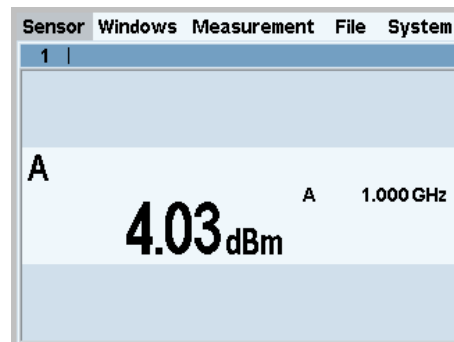 Sensor Windows Measurement File System
1 |
A
4.03 dBm
A 1.000 GHz